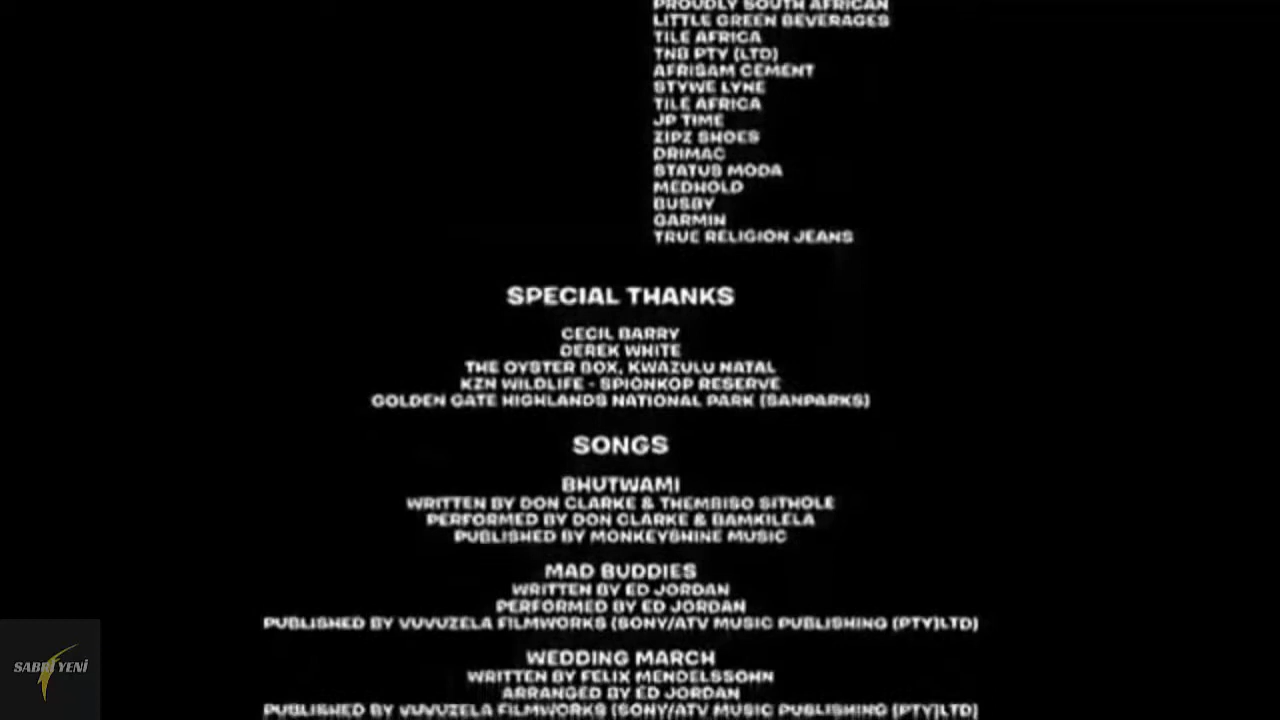 PROUDLY SOUTH AFRICAN
LITTLE GREEN BEVERAGES
TILE AFRICA
TNB PTY (LTD)
AFRISAM CEMENT
STYWE LYNE
TILE AFRICA
JP TIME
ZIPZ SHOES
DRIMAC
STATUS MODA
MEDHOLD
BUSBY
GARMIN
TRUE RELIGION JEANS
SPECIAL THANKS
CECIL BARRY
DEREK WHITE
THE OYSTER BOX, KWAZULU NATAL
KZN WILDLIFE - SPIONKOP RESERVE
GOLDEN GATE HIGHLANDS NATIONAL PARK (SANPARKS)
SONGS
BHUTWAMI
WRITTEN BY DON CLARKE & THEMBISO SITHOLE
PERFORMED BY DON CLARKE & BAMKILELA
PUBLISHED BY MONKEYSHINE MUSIC
MAD BUDDIES
WRITTEN BY ED JORDAN
PERFORMED BY ED JORDAN
PUBLISHED BY VUVUZELA FILMWORKS (SONY/ATV MUSIC PUBLISHING (PTY)LTD)
WEDDING MARCH
WRITTEN BY FELIX MENDELSSOHN
ARRANGED BY ED JORDAN
PUBLISHED BY VUVUZELA FILMWORKS (SONY/ATV MUSIC PUBLISHING (PTY)LTD)
SABRİ YENİ